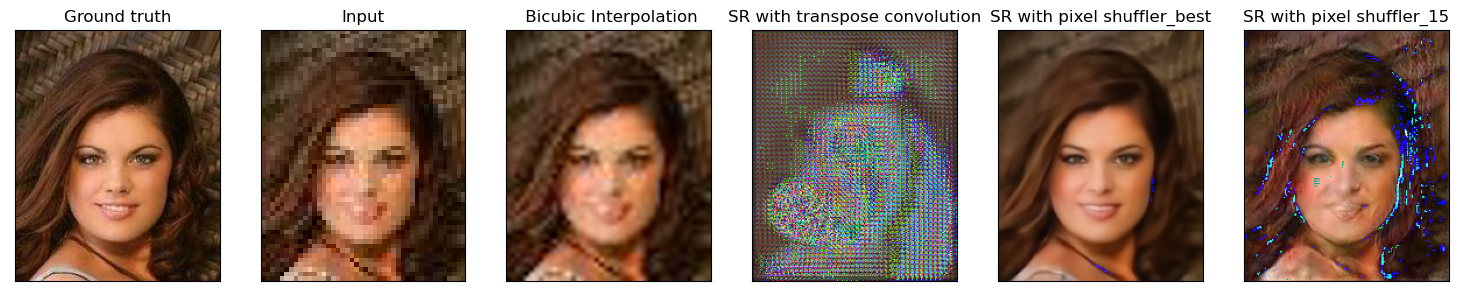 Ground truth
Input
Bicubic Interpolation
SR with transpose convolution
SR with pixel shuffler_best
SR with pixel shuffler_15